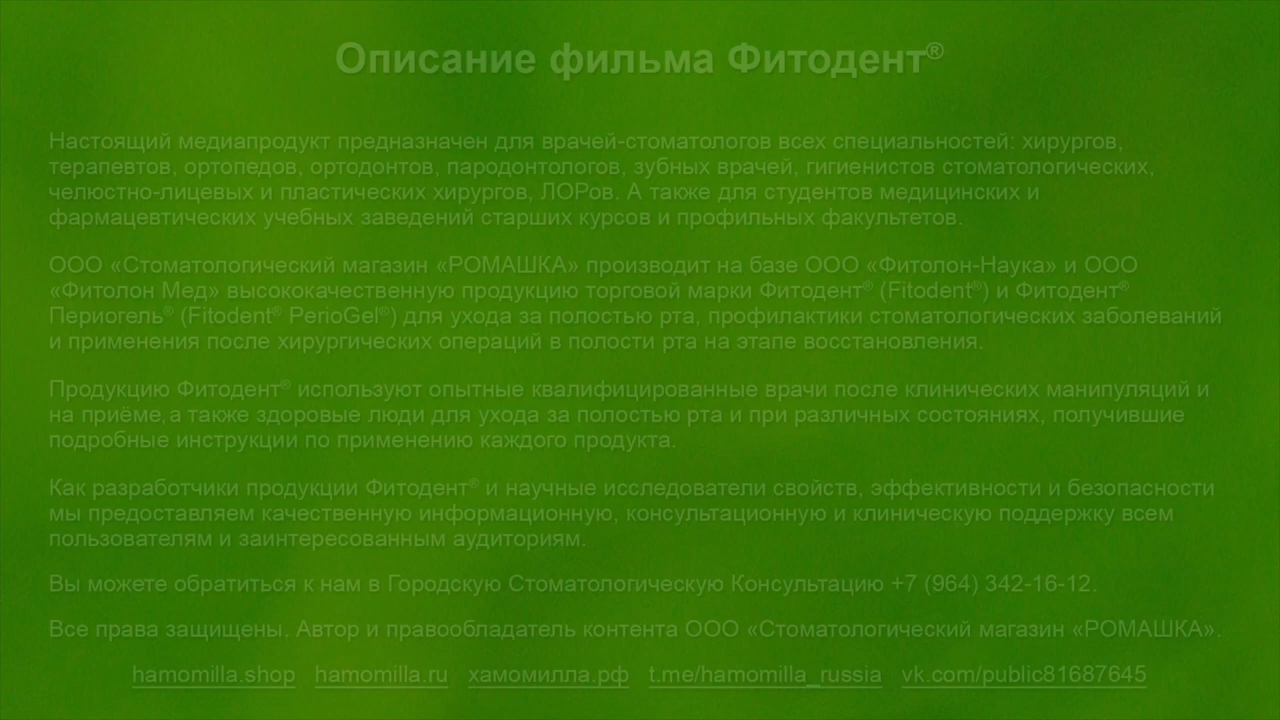 Описание фильма Фитодент®
Настоящий медиапродукт предназначен для врачей-стоматологов всех специальностей: хирургов,
терапевтов, ортопедов, ортодонтов, пародонтологов, зубных врачей, гигиенистов стоматологических,
челюстно-лицевых и пластических хирургов, ЛОРов. А также для студентов медицинских и
фармацевтических учебных заведений старших курсов и профильных факультетов.
ООО «Стоматологический магазин «РОМАШКА» производит на базе ООО «Фитолон-Наука» и ООО
«Фитолон Мед» высококачественную продукцию торговой марки Фитодент® (Fitodent®) и Фитодент®
Периогель® (Fitodent® PerioGel®) для ухода за полостью рта, профилактики стоматологических заболеваний
и применения после хирургических операций в полости рта на этапе восстановления.
Продукцию Фитодент® используют опытные квалифицированные врачи после клинических манипуляций и
на приёме, а также здоровые люди для ухода за полостью рта и при различных состояниях, получившие
подробные инструкции по применению каждого продукта.
Как разработчики продукции Фитодент® и научные исследователи свойств, эффективности и безопасности
мы предоставляем качественную информационную, консультационную и клиническую поддержку всем
пользователям и заинтересованным аудиториям.
Вы можете обратиться к нам в Городскую Стоматологическую Консультацию +7 (964) 342-16-12.
Все права защищены. Автор и правообладатель контента ООО «Стоматологический магазин «РОМАШКА».
hamomilla.shop hamomilla.ru хамомилла.рф t.me/hamomilla_russia vk.com/public81687645